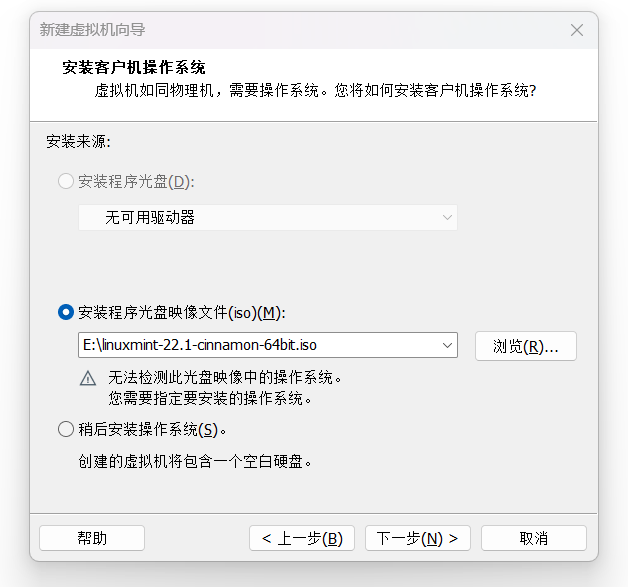 新建虚拟机向导
安装客户机操作系统
虚拟机如同物理机，需要操作系统。您将如何安装客户机操作系统?
安装来源:
安装程序光盘(D):
无可用驱动器
安装程序光盘映像文件(iso)(M):
E:\linuxmint-22.1-cinnamon-64bit.iso
浏览(R)...
无法检测此光盘映像中的操作系统。
您需要指定要安装的操作系统。
稍后安装操作系统(S)。
创建的虚拟机将包含一个空白硬盘。
帮助
< 上一步(B)
下一步(N) >
取消